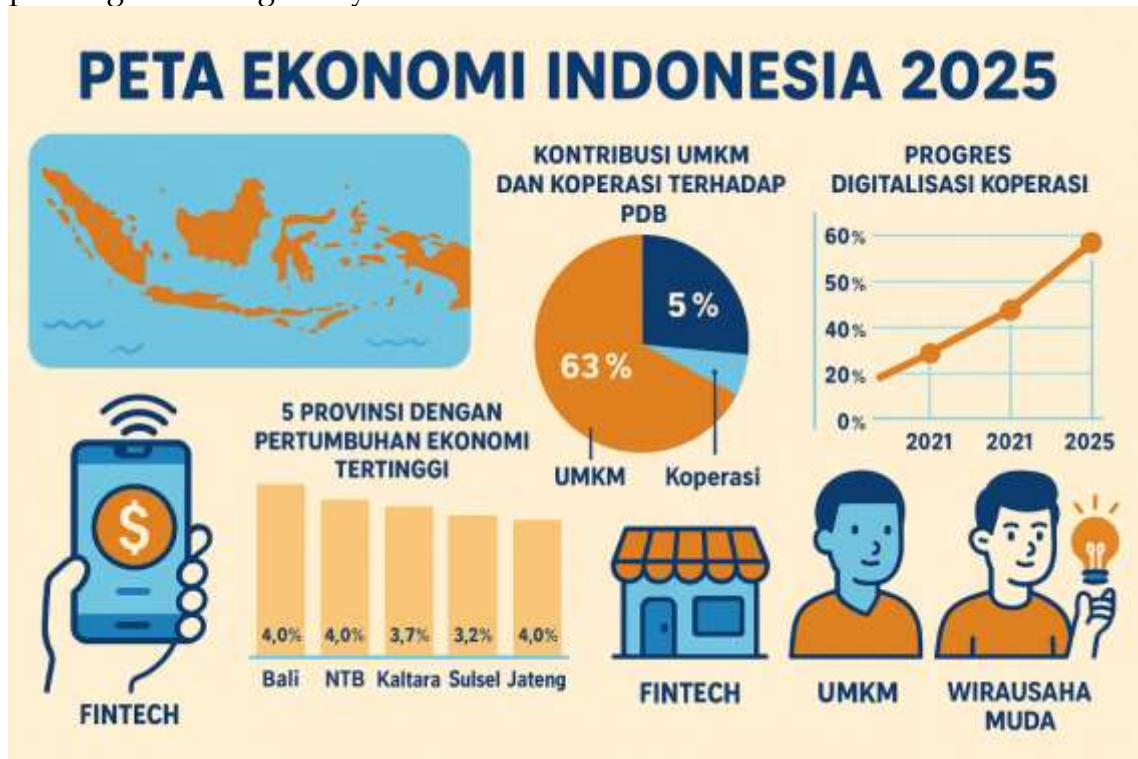 PETA EKONOMI INDONESIA 2025
KONTRIBUSI UMKM
DAN KOPERASI TERHADAP
PDB
5%
63%
UMKM
Koperasi
PROGRES
DIGITALISASI KOPERASI
60%
50%
40%
20%
0%
2021
2021
2025
5 PROVINSI DENGAN
PERTUMBUHAN EKONOMI
TERTINGGI
4,0%
4,0%
3,7%
3,2%
4,0%
Bali
NTB
Kaltara
Sulsel
Jateng
$
FINTECH
FINTECH
UMKM
WIRAUSAHA
MUDA